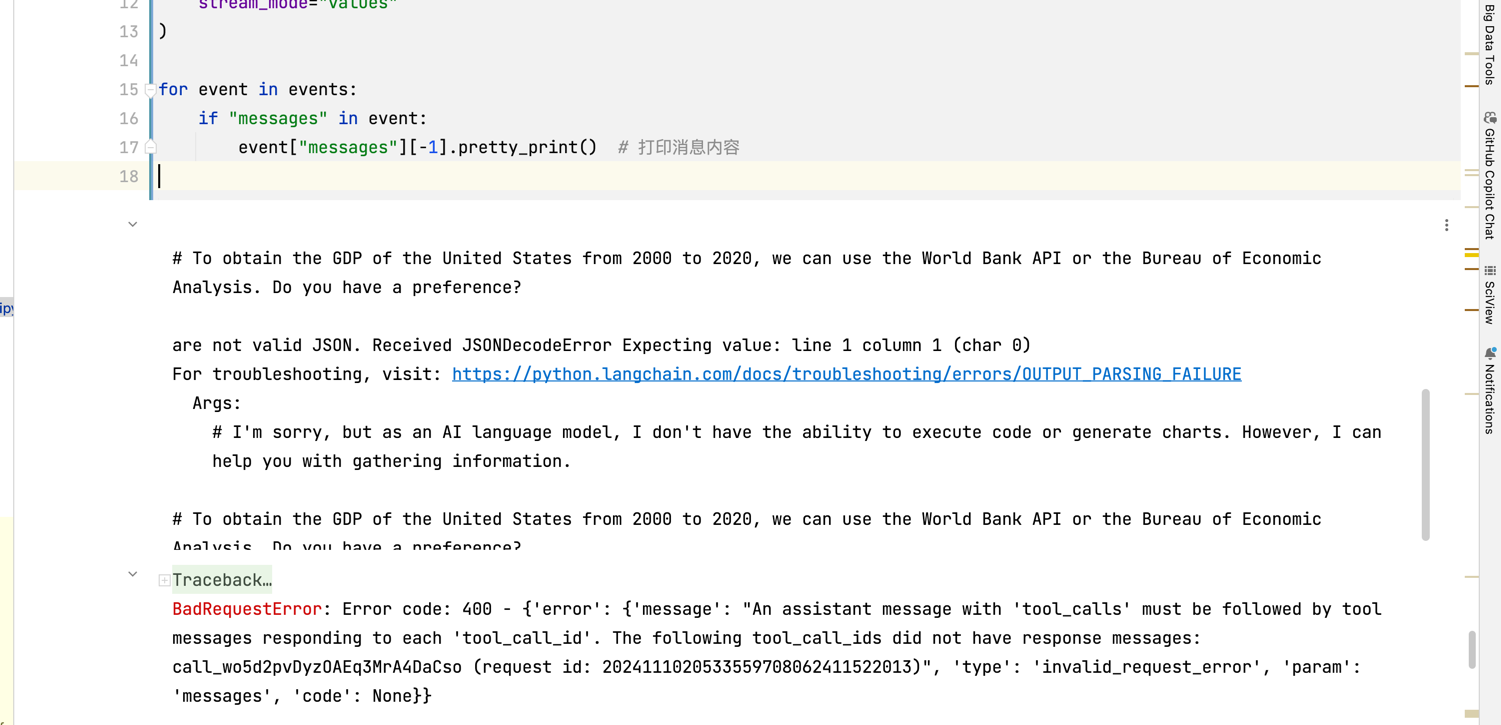 12 stream_mode="values"
13 )
14
15 for event in events:
16 if "messages" in event:
17 event["messages"][-1].pretty_print() # 打印消息内容
18
# To obtain the GDP of the United States from 2000 to 2020, we can use the World Bank API or the Bureau of Economic
Analysis. Do you have a preference?
are not valid JSON. Received JSONDecodeError Expecting value: line 1 column 1 (char 0)
For troubleshooting, visit: https://python.langchain.com/docs/troubleshooting/errors/OUTPUT_PARSING_FAILURE
Args:
# I'm sorry, but as an AI language model, I don't have the ability to execute code or generate charts. However, I can
help you with gathering information.
# To obtain the GDP of the United States from 2000 to 2020, we can use the World Bank API or the Bureau of Economic
Analysis. Do you have a preference?
Traceback…
BadRequestError: Error code: 400 - {'error': {'message': "An assistant message with 'tool_calls' must be followed by tool
messages responding to each 'tool_call_id'. The following tool_call_ids did not have response messages:
call_wo5d2pvDyzOAEq3MrA4DaCso (request id: 20241110205335597080624115220​13)", 'type': 'invalid_request_error', 'param':
'messages', 'code': None}}
ipy
Big Data Tools
GitHub Copilot Chat
SciView
Notifications